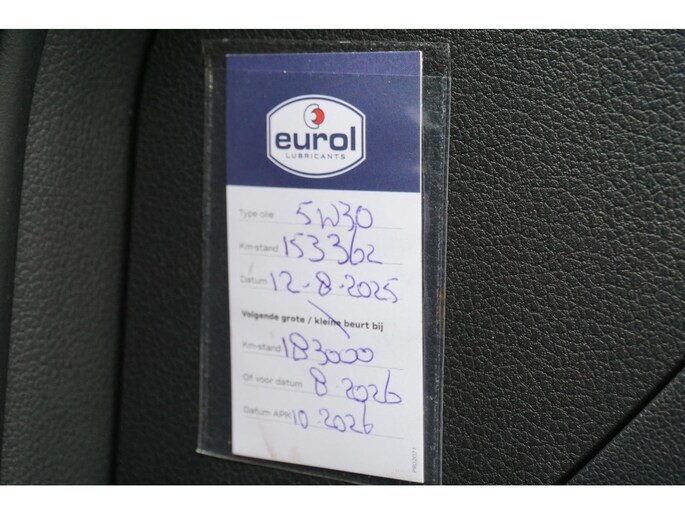 eurol
LUBRICANTS
Type olie 5W30
Km-stand 153362
Datum 12-8-2025
Volgende grote / kleine beurt bij
Km-stand 183000
Of voor datum 8-2026
Datum APK 10.2026